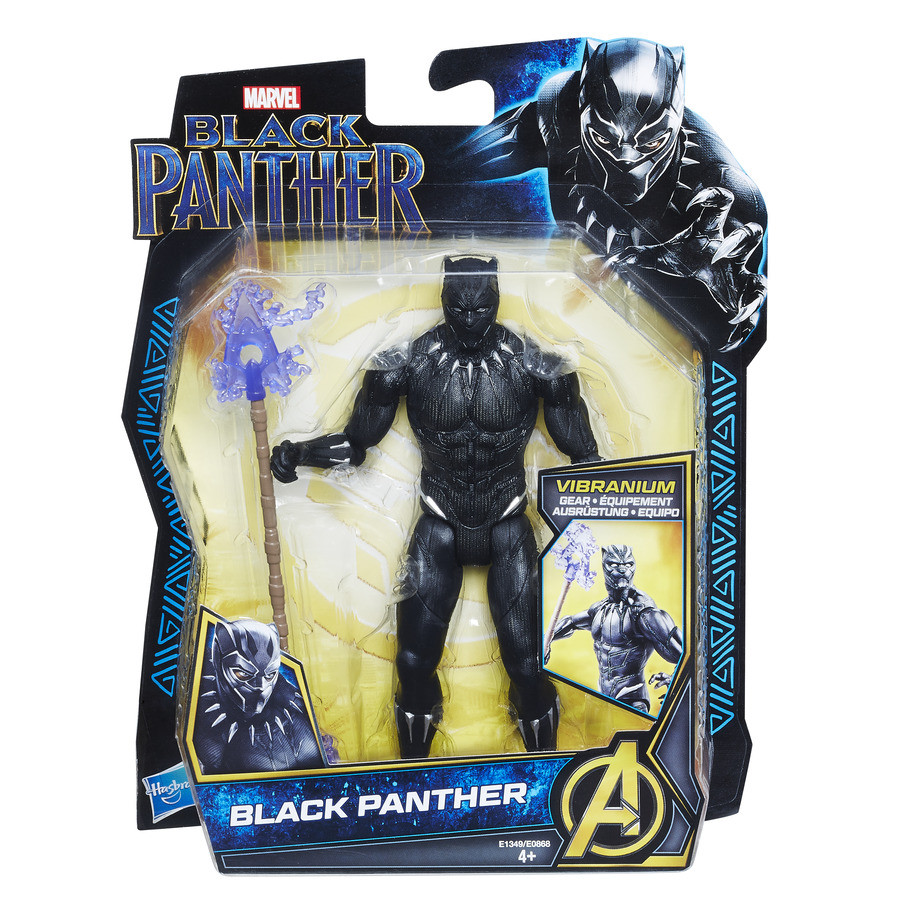 MARVEL
BLACK
PANTHER
VIBRANIUM
GEAR • ÉQUIPEMENT
AUSRÜSTUNG • EQUIPO
Hasbro
BLACK PANTHER
A
E1349/E0868
4+